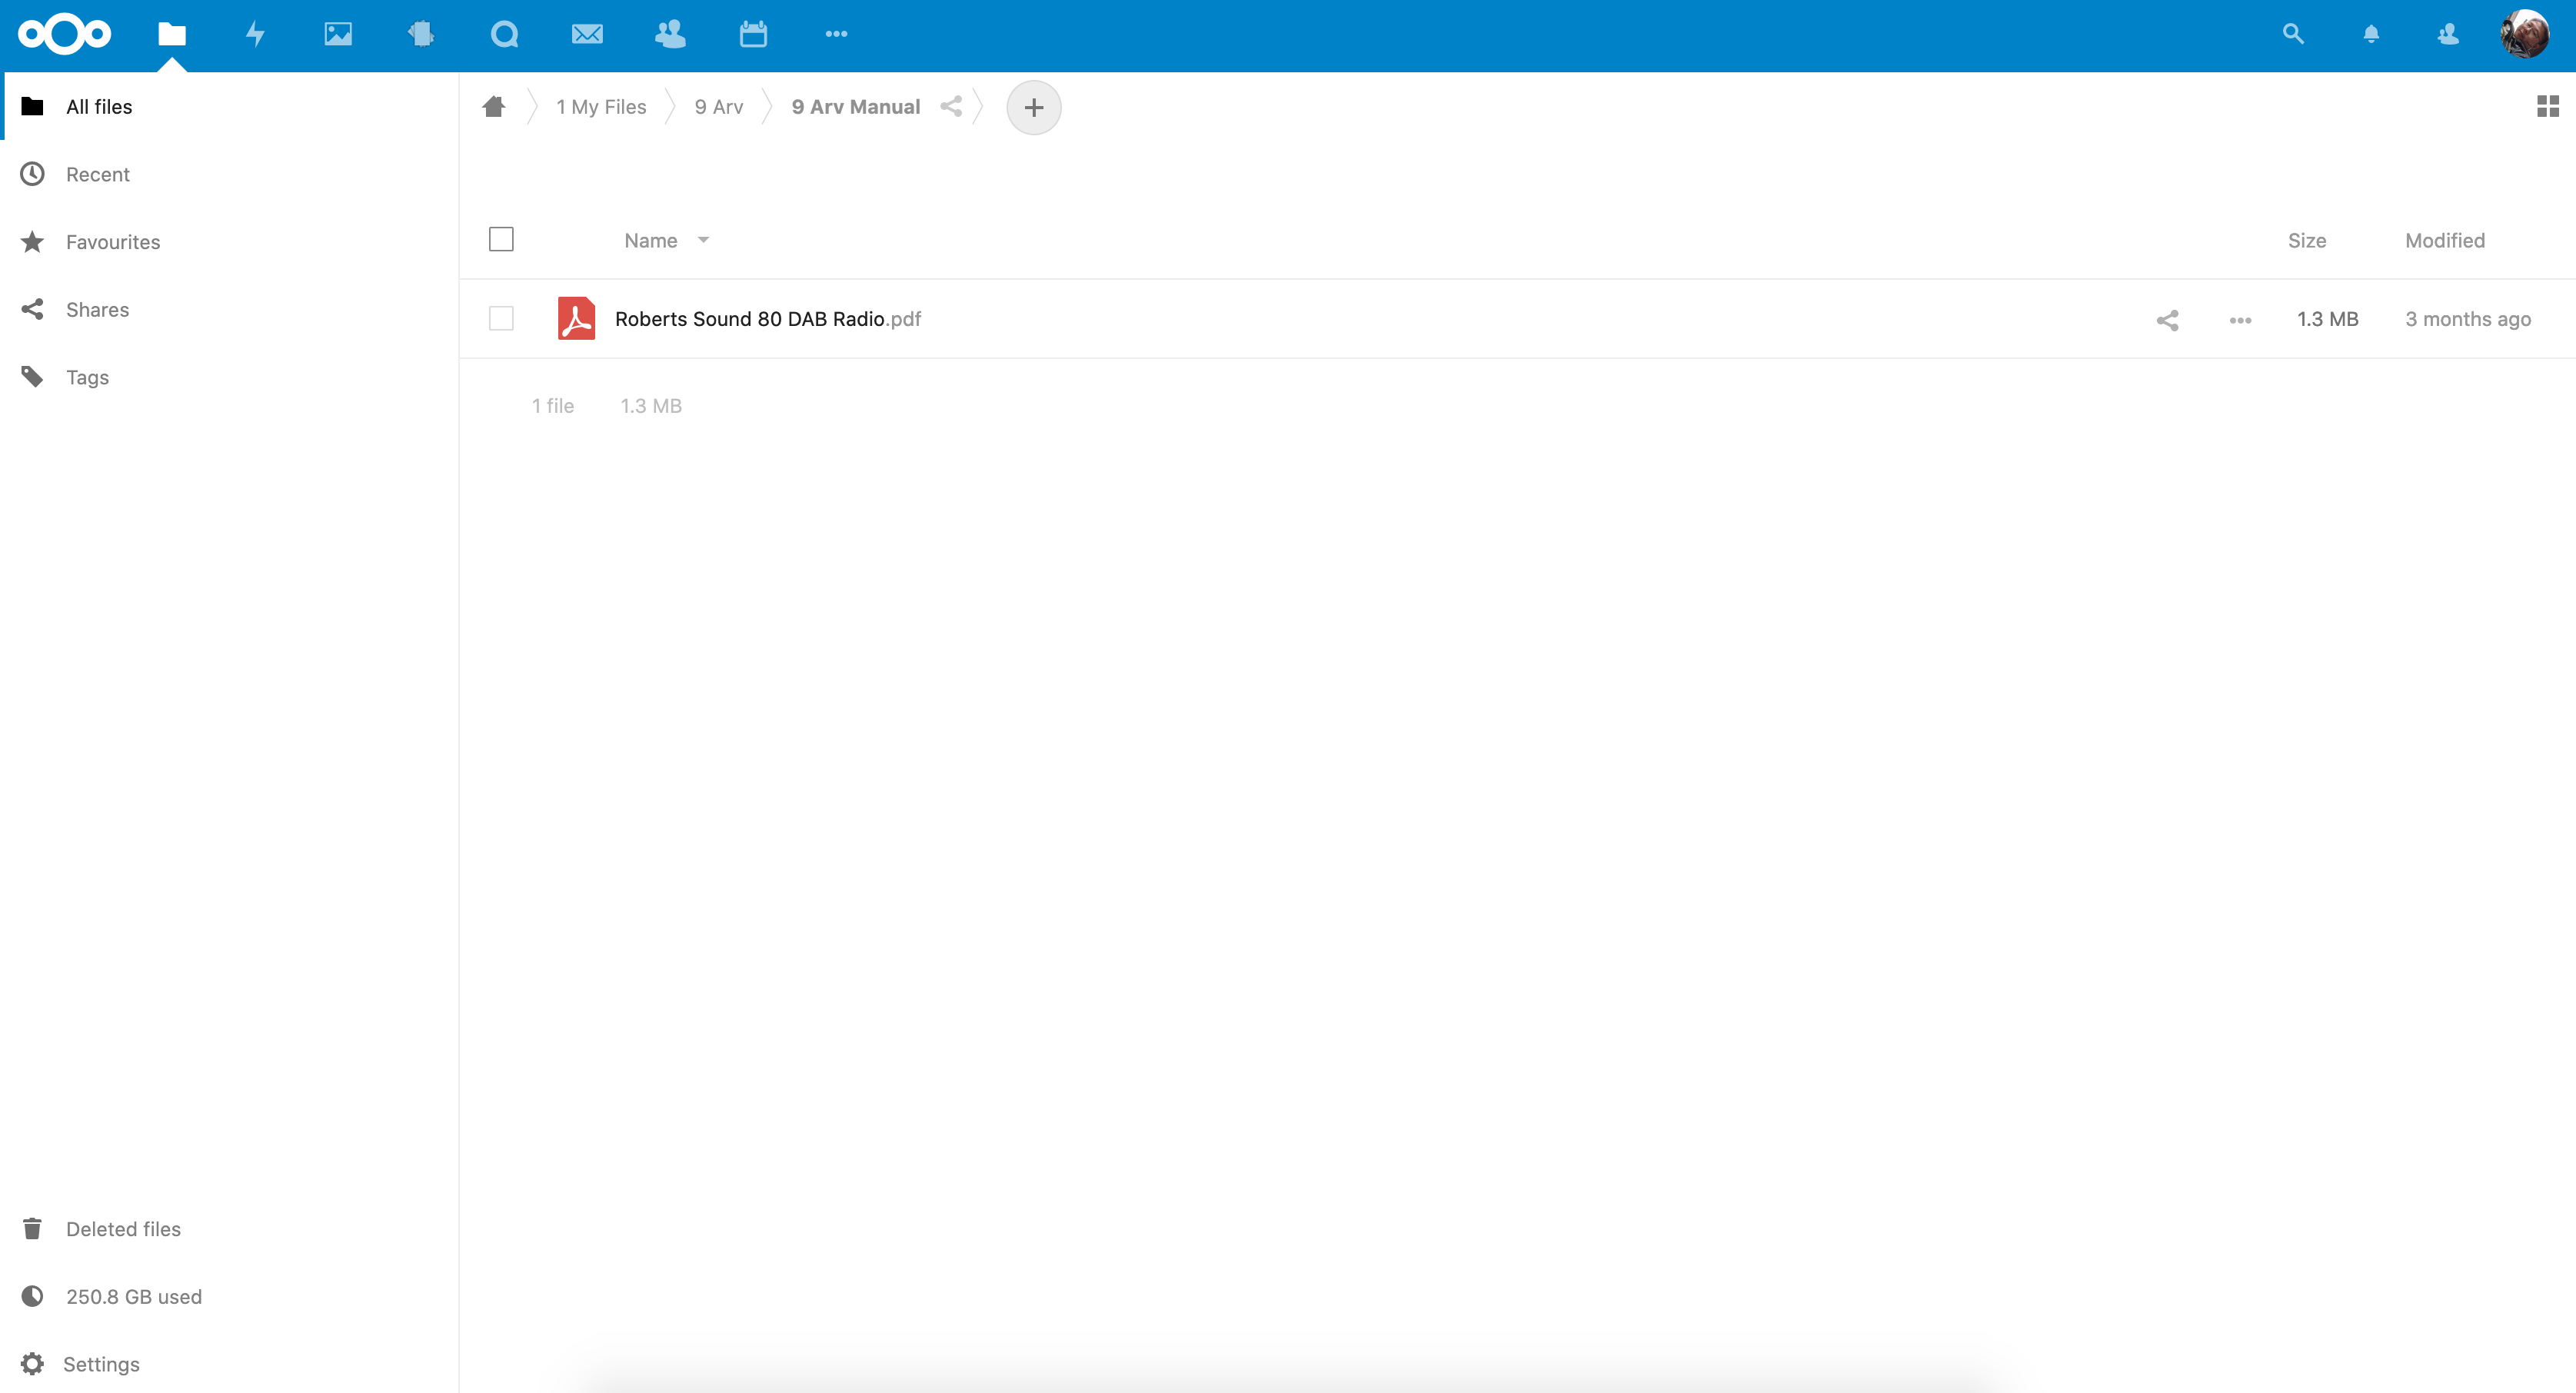 1 My Files 9 Arv 9 Arv Manual
All files
Recent
Favourites
Shares
Tags
Name Size Modified
Roberts Sound 80 DAB Radio.pdf 1.3 MB 3 months ago
1 file 1.3 MB
Deleted files
250.8 GB used
Settings